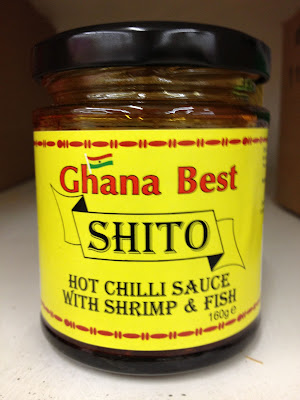 Ghana Best
SHITO
HOT CHILLI SAUCE
WITH SHRIMP & FISH
160g e